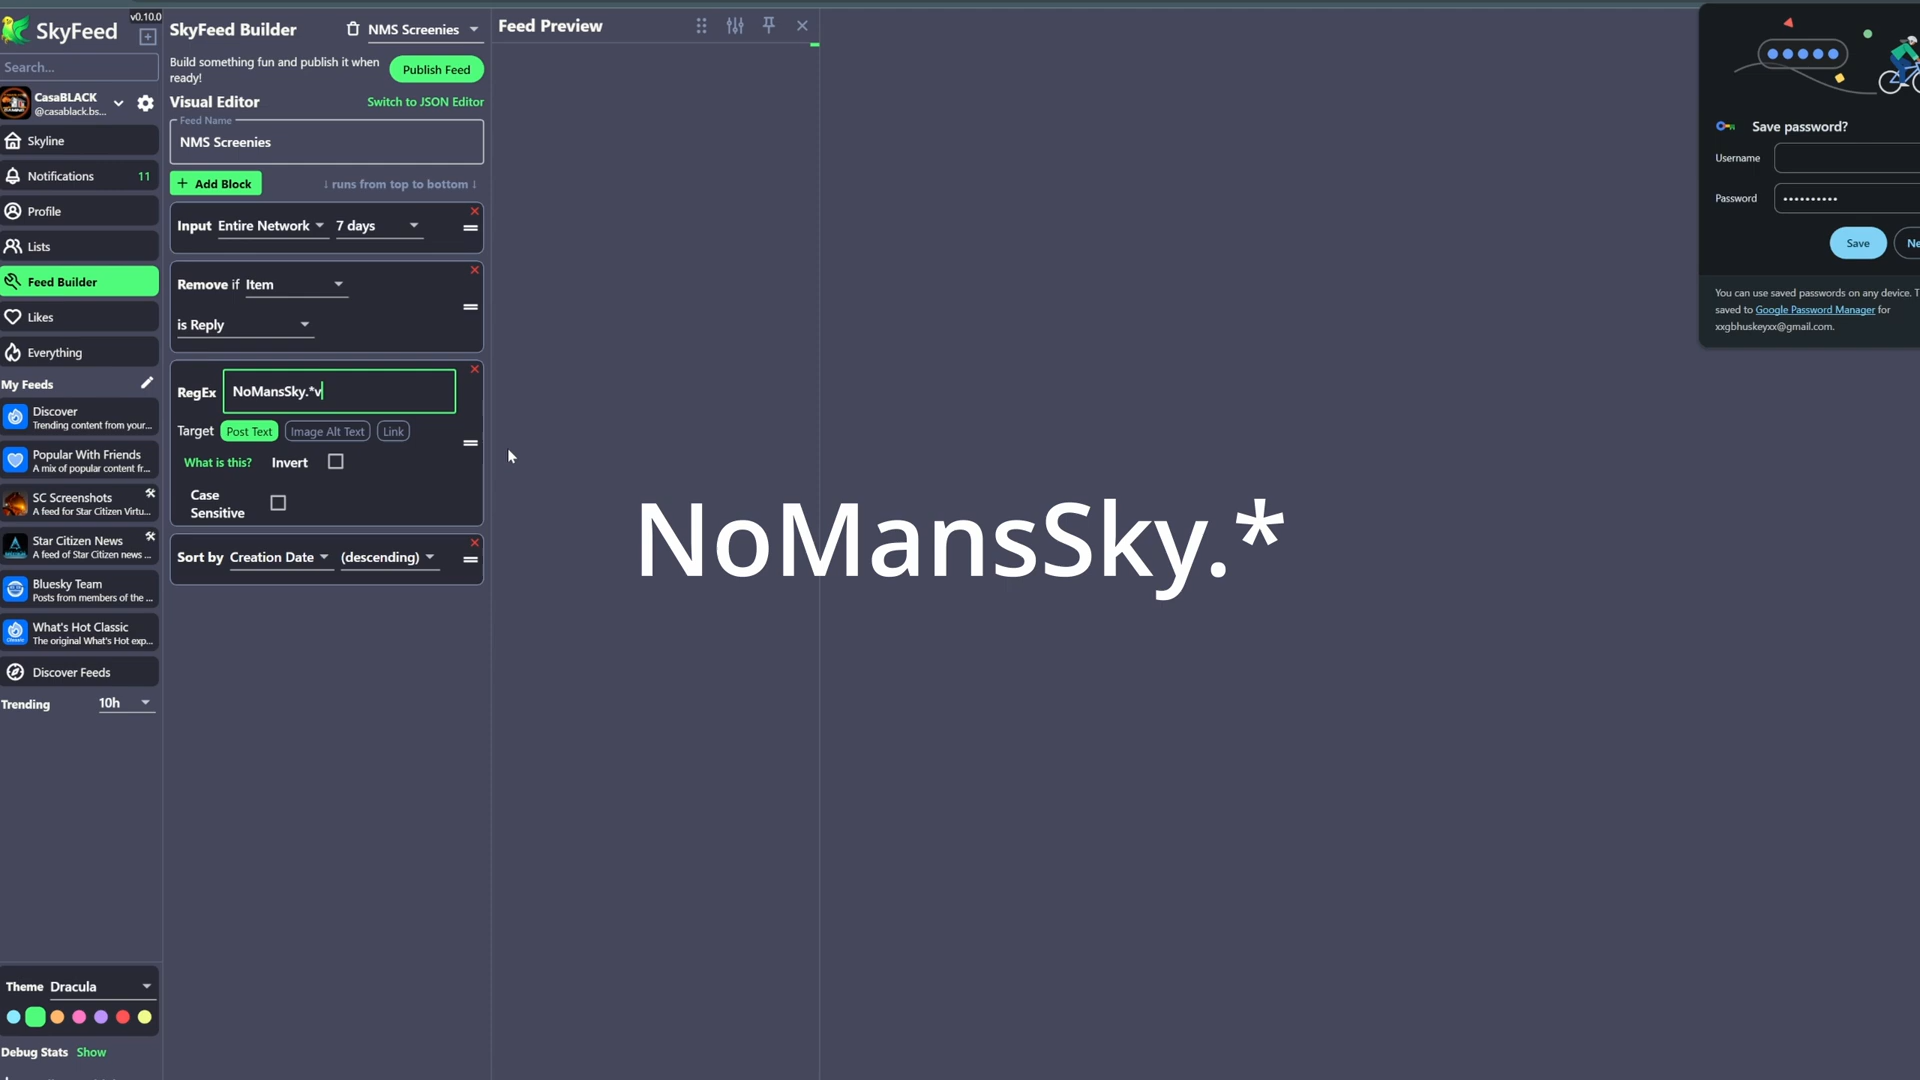 v0.10.0
SkyFeed
Search...
CasaBLACK
@casablack.bs...
Skyline
Notifications 11
Profile
Lists
Feed Builder
Likes
Everything
My Feeds
Discover
Trending content from your...
Popular With Friends
A mix of popular content fr...
SC Screenshots
A feed for Star Citizen Virtu...
Star Citizen News
A feed of Star Citizen news ...
Bluesky Team
Posts from members of the ...
What's Hot Classic
The original What's Hot exp...
Discover Feeds
Trending 10h
Theme Dracula
Debug Stats Show
SkyFeed Builder NMS Screenies
Build something fun and publish it when
ready!
Publish Feed
Visual Editor Switch to JSON Editor
Feed Name
NMS Screenies
+ Add Block ↓ runs from top to bottom ↓
Input Entire Network 7 days
Remove if Item
is Reply
RegEx NoMansSky.*v
Target Post Text Image Alt Text Link
What is this? Invert
Case
Sensitive
Sort by Creation Date (descending)
Feed Preview
NoMansSky.*
Save password?
Username
Password ••••••••••
Save Ne
You can use saved passwords on any device. T
saved to Google Password Manager for
xxgbhuskeyxx@gmail.com.